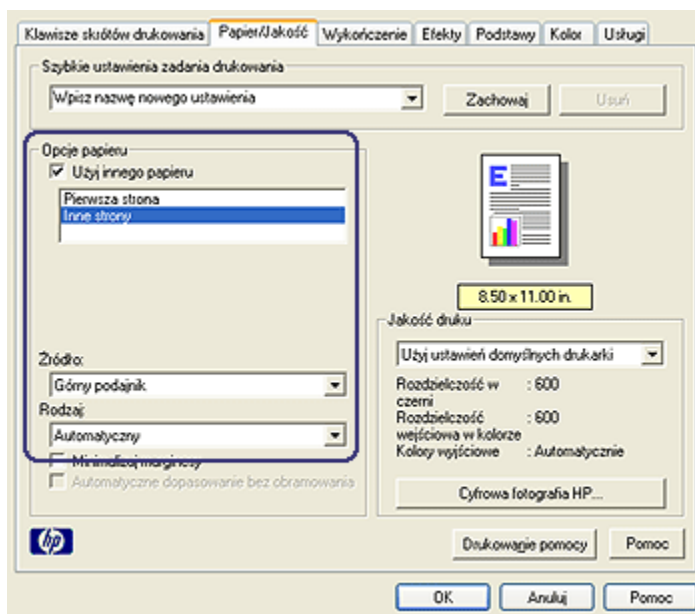 Klawisze skrótów drukowania Papier/Jakość Wykończenie Efekty Podstawy Kolor Usługi
Szybkie ustawienia zadania drukowania
Wpisz nazwę nowego ustawienia Zachowaj Usuń
Opcje papieru
Użyj innego papieru
Pierwsza strona
Inne strony
E
8.50 x 11.00 in.
Jakość druku
Użyj ustawień domyślnych drukarki
Rozdzielczość w czerni : 600
Rozdzielczość wejściowa w kolorze : 600
Kolory wyjściowe : Automatycznie
Cyfrowa fotografia HP...
Źródło:
Górny podajnik
Rodzaj:
Automatyczny
Minimalizuj marginesy
Automatyczne dopasowanie bez obramowania
hp
Drukowanie pomocy Pomoc
OK Anuluj Pomoc